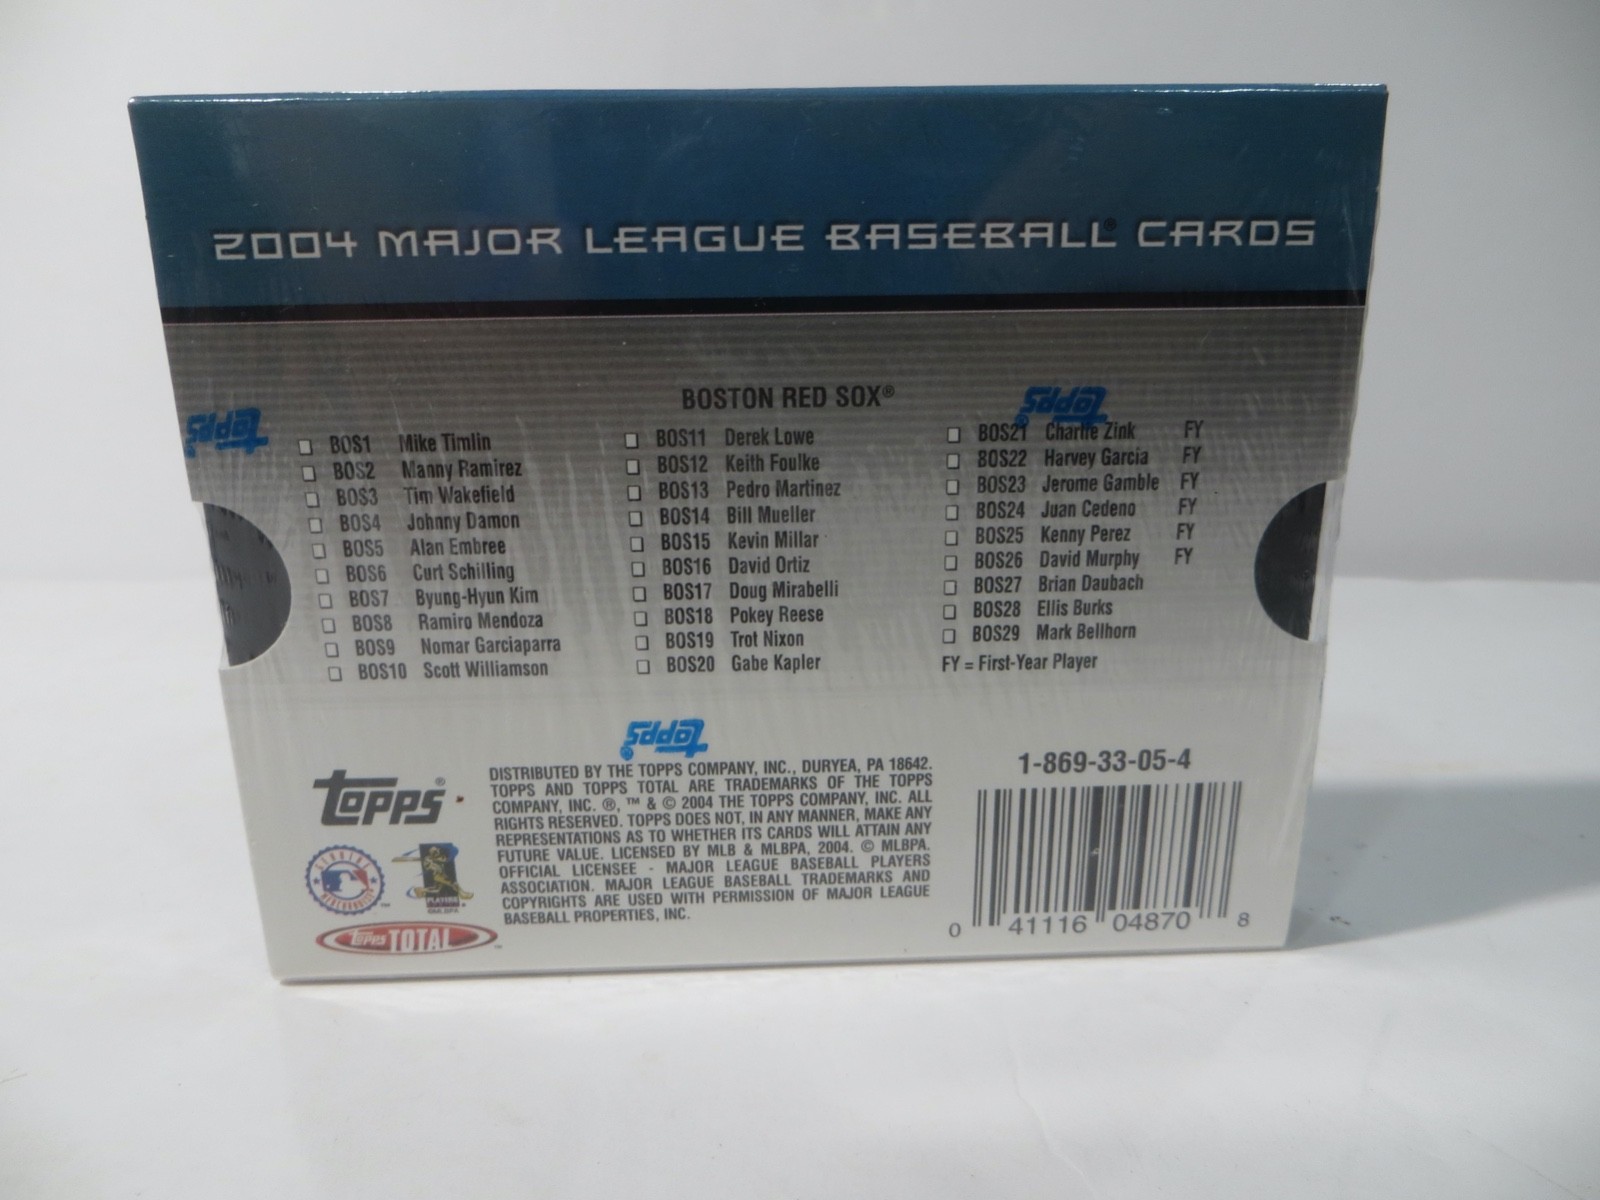 2004 MAJOR LEAGUE BASEBALL® CARDS
BOSTON RED SOX®
Topps
Topps
BOS1 Mike Timlin
BOS2 Manny Ramirez
BOS3 Tim Wakefield
BOS4 Johnny Damon
BOS5 Alan Embree
BOS6 Curt Schilling
BOS7 Byung-Hyun Kim
BOS8 Ramiro Mendoza
BOS9 Nomar Garciaparra
BOS10 Scott Williamson
BOS11 Derek Lowe
BOS12 Keith Foulke
BOS13 Pedro Martinez
BOS14 Bill Mueller
BOS15 Kevin Millar
BOS16 David Ortiz
BOS17 Doug Mirabelli
BOS18 Pokey Reese
BOS19 Trot Nixon
BOS20 Gabe Kapler
BOS21 Charlie Zink FY
BOS22 Harvey Garcia FY
BOS23 Jerome Gamble FY
BOS24 Juan Cedeno FY
BOS25 Kenny Perez FY
BOS26 David Murphy FY
BOS27 Brian Daubach
BOS28 Ellis Burks
BOS29 Mark Bellhorn
FY = First-Year Player
Topps
Topps®
GENUINE
MERCHANDISE™
PLAYERS
Topps TOTAL™
DISTRIBUTED BY THE TOPPS COMPANY, INC., DURYEA, PA 18642.
TOPPS AND TOPPS TOTAL ARE TRADEMARKS OF THE TOPPS
COMPANY, INC. ®, ™ & © 2004 THE TOPPS COMPANY, INC. ALL
RIGHTS RESERVED. TOPPS DOES NOT, IN ANY MANNER, MAKE ANY
REPRESENTATIONS AS TO WHETHER ITS CARDS WILL ATTAIN ANY
FUTURE VALUE. LICENSED BY MLB & MLBPA, 2004. © MLBPA.
OFFICIAL LICENSEE - MAJOR LEAGUE BASEBALL PLAYERS
ASSOCIATION. MAJOR LEAGUE BASEBALL TRADEMARKS AND
COPYRIGHTS ARE USED WITH PERMISSION OF MAJOR LEAGUE
BASEBALL PROPERTIES, INC.
1-869-33-05-4
0 41116 04870 8